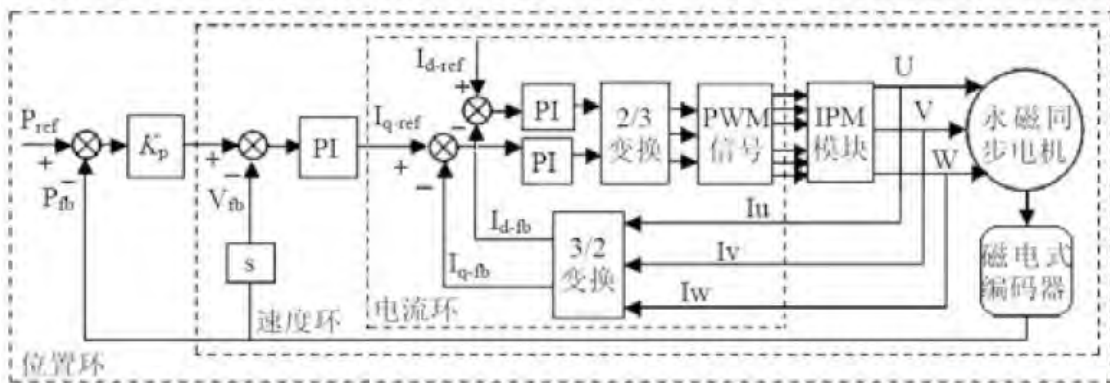 P_ref
+
−
P_fb
K_p
+
−
V_fb
s
PI
I_q-ref
+
−
I_d-ref
+
−
PI
PI
2/3
变换
PWM
信号
IPM
模块
U
V
W
永磁同
步电机
I_d-fb
I_q-fb
3/2
变换
Iu
Iv
Iw
磁电式
编码器
电流环
速度环
位置环